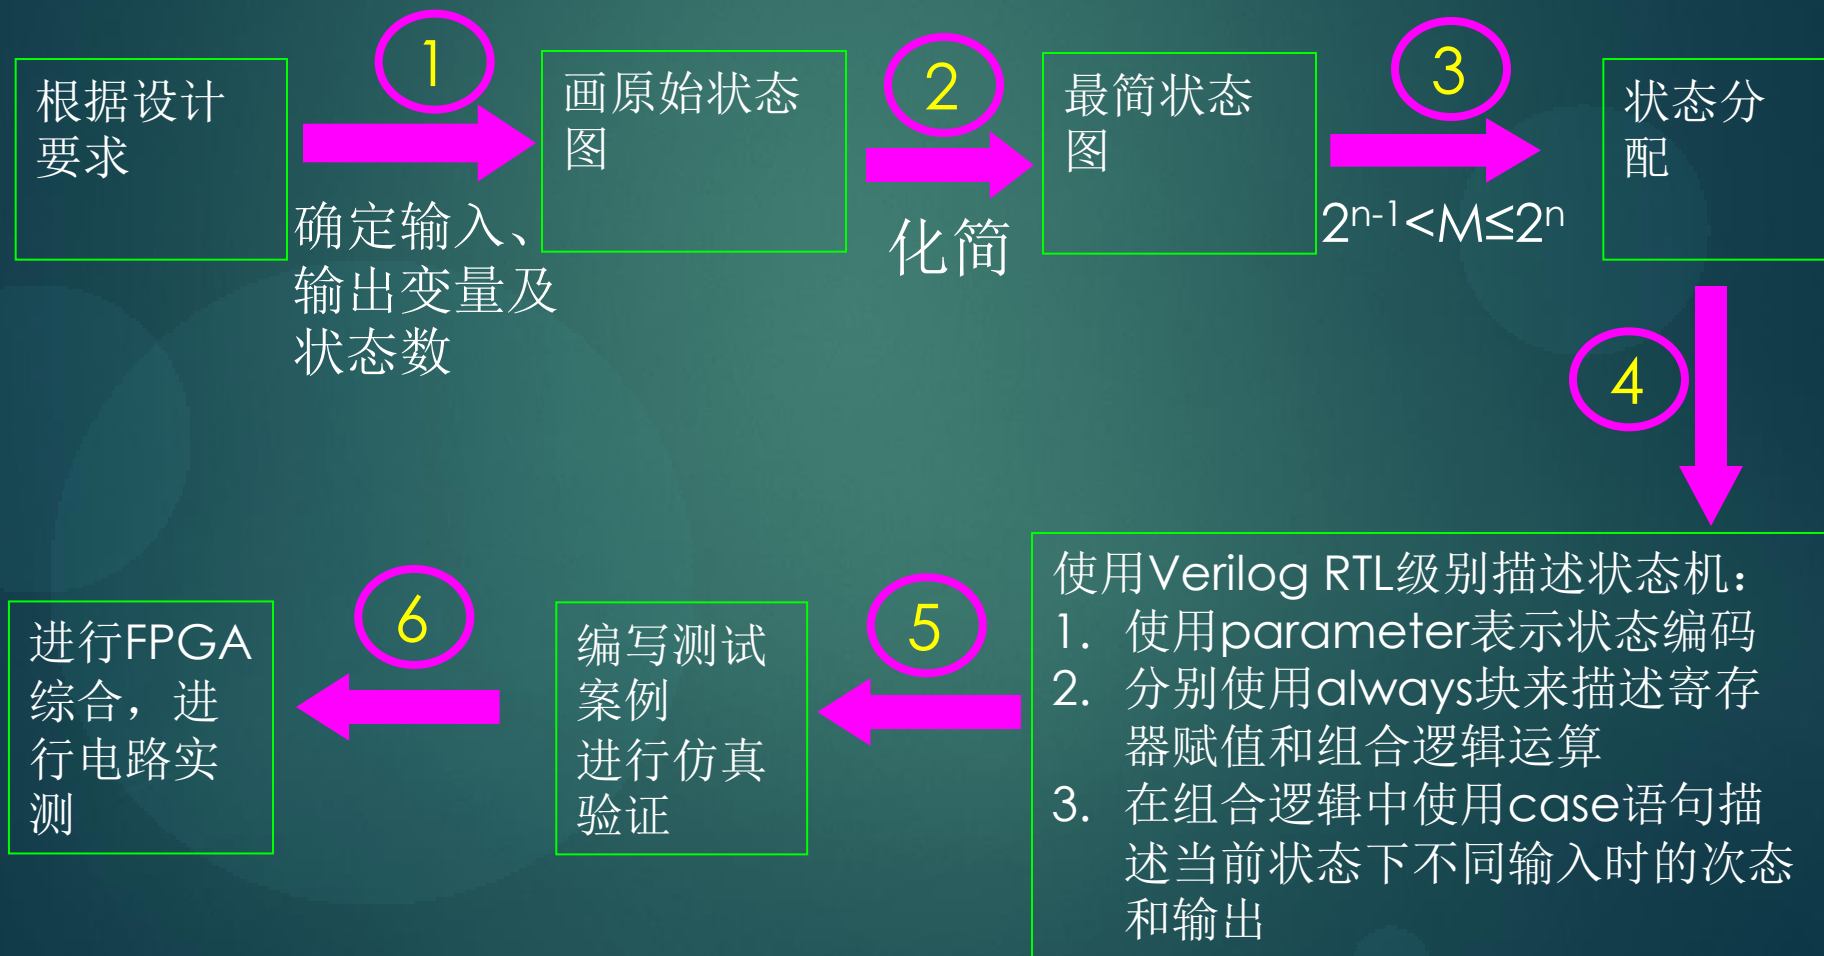 根据设计
要求
1
确定输入、
输出变量及
状态数
画原始状态
图
2
化简
最简状态
图
3
2ⁿ⁻¹<M≤2ⁿ
状态分
配
4
使用Verilog RTL级别描述状态机：
1. 使用parameter表示状态编码
2. 分别使用always块来描述寄存
器赋值和组合逻辑运算
3. 在组合逻辑中使用case语句描
述当前状态下不同输入时的次态
和输出
5
编写测试
案例
进行仿真
验证
6
进行FPGA
综合，进
行电路实
测